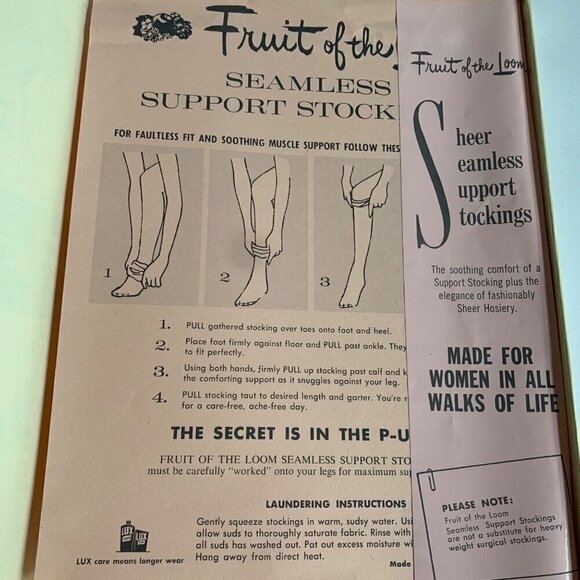 Fruit of the
SEAMLESS
SUPPORT STOCK
FOR FAULTLESS FIT AND SOOTHING MUSCLE SUPPORT FOLLOW THES
1
2
3
1. PULL gathered stocking over toes onto foot and heel.
2. Place foot firmly against floor and PULL past ankle. They
to fit perfectly.
3. Using both hands, firmly PULL up stocking past calf and k
the comforting support as it snuggles against your leg.
4. PULL stocking taut to desired length and garter. You're r
for a care-free, ache-free day.
THE SECRET IS IN THE P-U
FRUIT OF THE LOOM SEAMLESS SUPPORT STO
must be carefully "worked" onto your legs for maximum su
LAUNDERING INSTRUCTIONS
Gently squeeze stockings in warm, sudsy water. Usi
allow suds to thoroughly saturate fabric. Rinse with
all suds has washed out. Pat out excess moisture wi
Hang away from direct heat.
Made
LUX
LUX
LUX care means longer wear
Fruit of the Loom
Sheer
Seamless
Support
Stockings
The soothing comfort of a
Support Stocking plus the
elegance of fashionably
Sheer Hosiery.
MADE FOR
WOMEN IN ALL
WALKS OF LIFE
PLEASE NOTE:
Fruit of the Loom
Seamless Support Stockings
are not a substitute for heavy
weight surgical stockings.